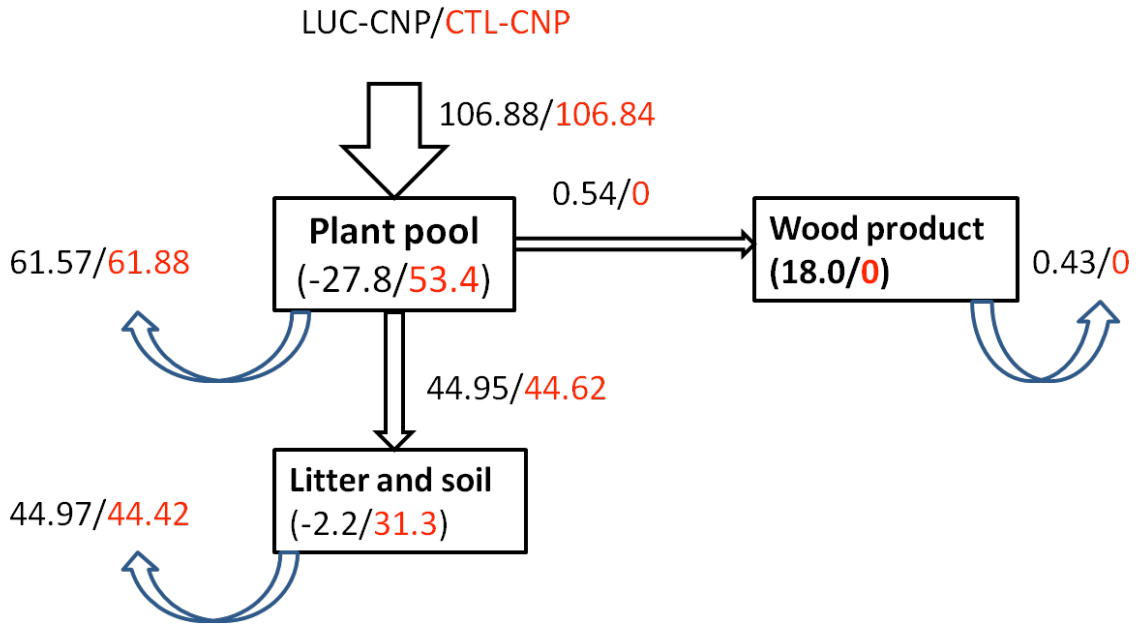 LUC-CNP/CTL-CNP
106.88/106.84
0.54/0
Plant pool
(-27.8/53.4)
Wood product
(18.0/0)
61.57/61.88
0.43/0
44.95/44.62
Litter and soil
(-2.2/31.3)
44.97/44.42